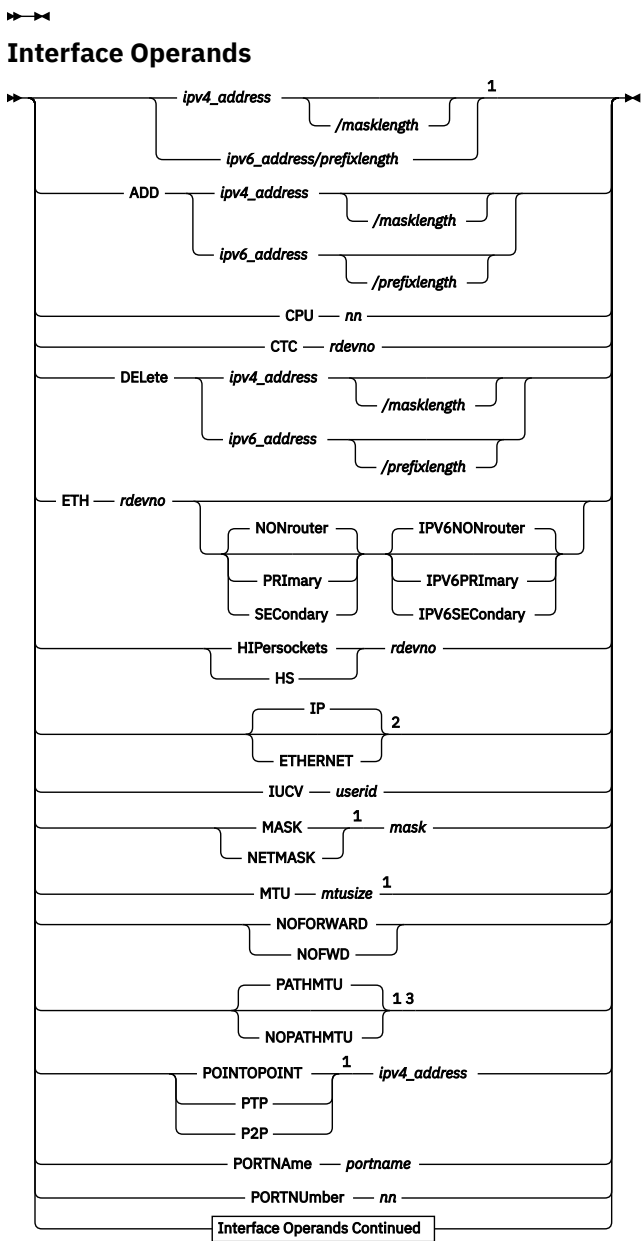 Interface Operands
ipv4_address 1
/masklength
ipv6_address/prefixlength
ADD ipv4_address
/masklength
ipv6_address
/prefixlength
CPU nn
CTC rdevno
DELete ipv4_address
/masklength
ipv6_address
/prefixlength
ETH rdevno
NONrouter IPV6NONrouter
PRImary IPV6PRImary
SECondary IPV6SECondary
HIPersockets rdevno
HS
IP
2
ETHERNET
IUCV userid
MASK 1 mask
NETMASK
MTU mtusize 1
NOFORWARD
NOFWD
PATHMTU
1 3
NOPATHMTU
POINTOPOINT 1 ipv4_address
PTP
P2P
PORTNAme portname
PORTNUmber nn
Interface Operands Continued